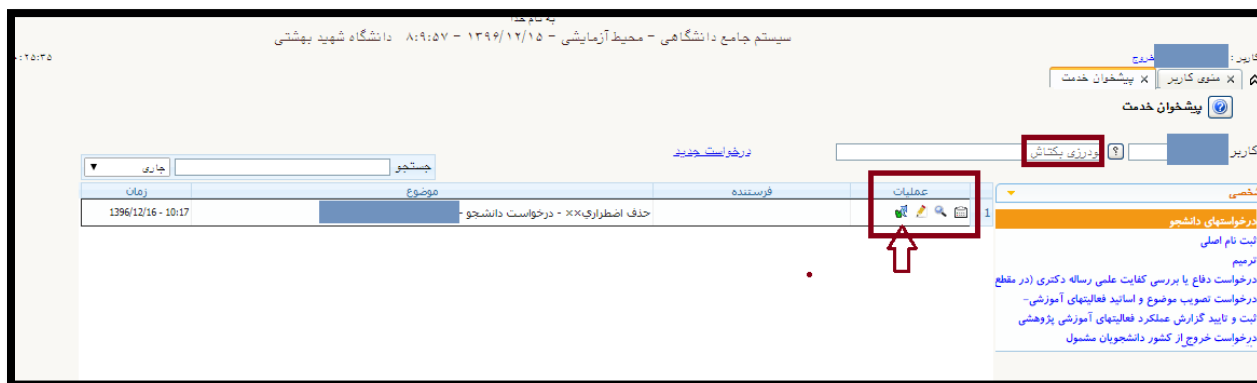 به نام خدا
سیستم جامع دانشگاهی - محیط آزمایشی - ۱۳۹۶/۱۲/۱۵ - ۸:۹:۵۷ دانشگاه شهید بهشتی
:۲۵:۳۵
کاربر : خروج
منوی کاربر x پیشخوان خدمت x
پیشخوان خدمت
کاربر ؟ ودرزی بکتاش
درخواست جدید
جستجو جاری
عملیات فرستنده موضوع زمان
1 حذف اضطراری×× - درخواست دانشجو - 1396/12/16 - 10:17
شخصی
درخواستهای دانشجو
ثبت نام اصلی
ترمیم
درخواست دفاع یا بررسی کفایت علمی رساله دکتری (در مقطع
درخواست تصویب موضوع و اساتید فعالیتهای آموزشی-
ثبت و تایید گزارش عملکرد فعالیتهای آموزشی پژوهشی
درخواست خروج از کشور دانشجویان مشمول